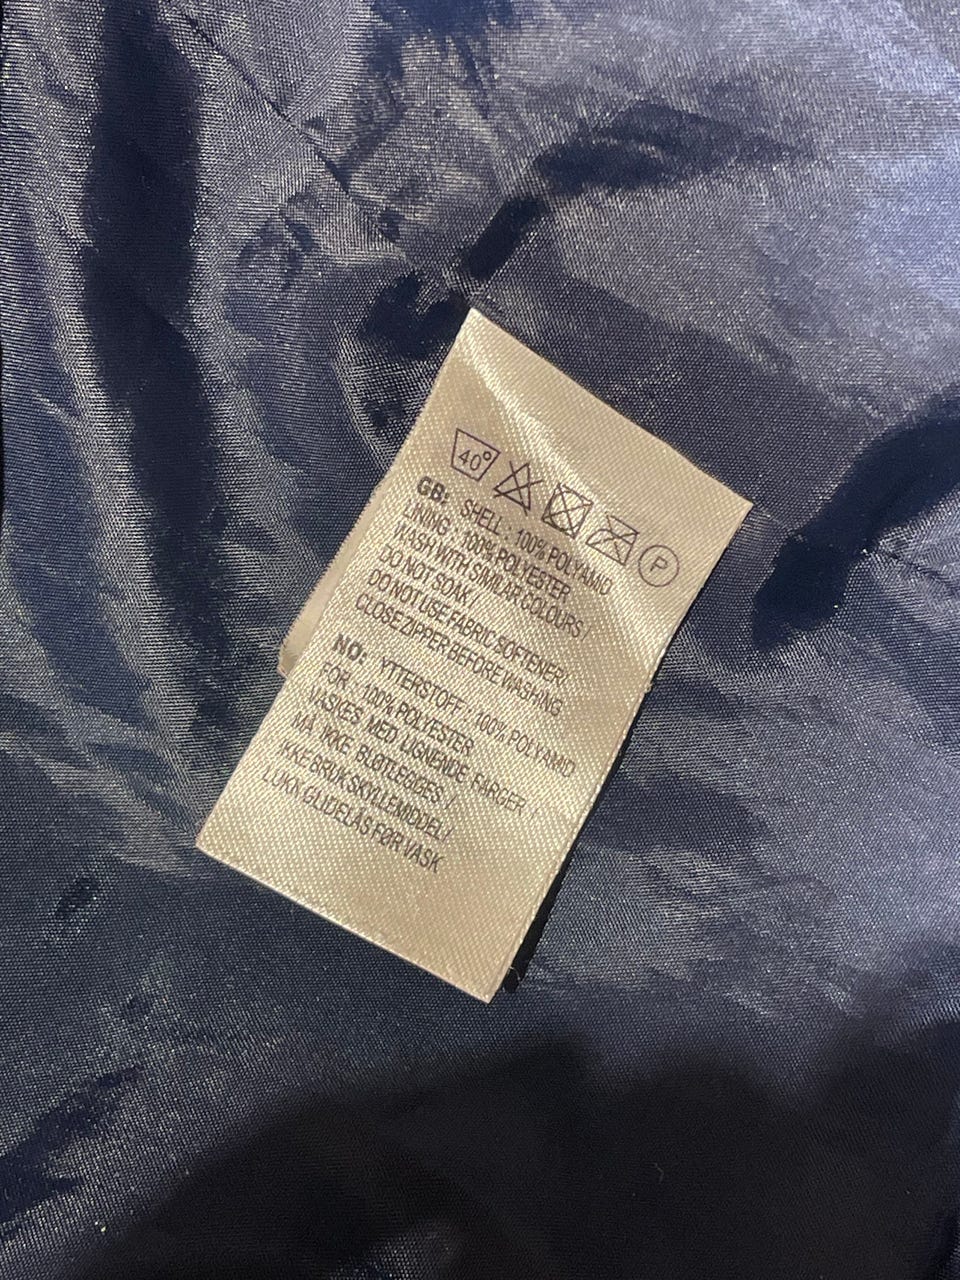 40° P
GB: SHELL : 100% POLYAMID
LINING : 100% POLYESTER
WASH WITH SIMILAR COLOURS /
DO NOT SOAK /
DO NOT USE FABRIC SOFTENER/
CLOSE ZIPPER BEFORE WASHING
NO: YTTERSTOFF : 100% POLYAMID
FOR : 100% POLYESTER
VASKES MED LIGNENDE FARGER /
MÅ IKKE BLØTLEGGES /
IKKE BRUK SKYLLEMIDDEL/
LUKK GLIDELÅS FØR VASK